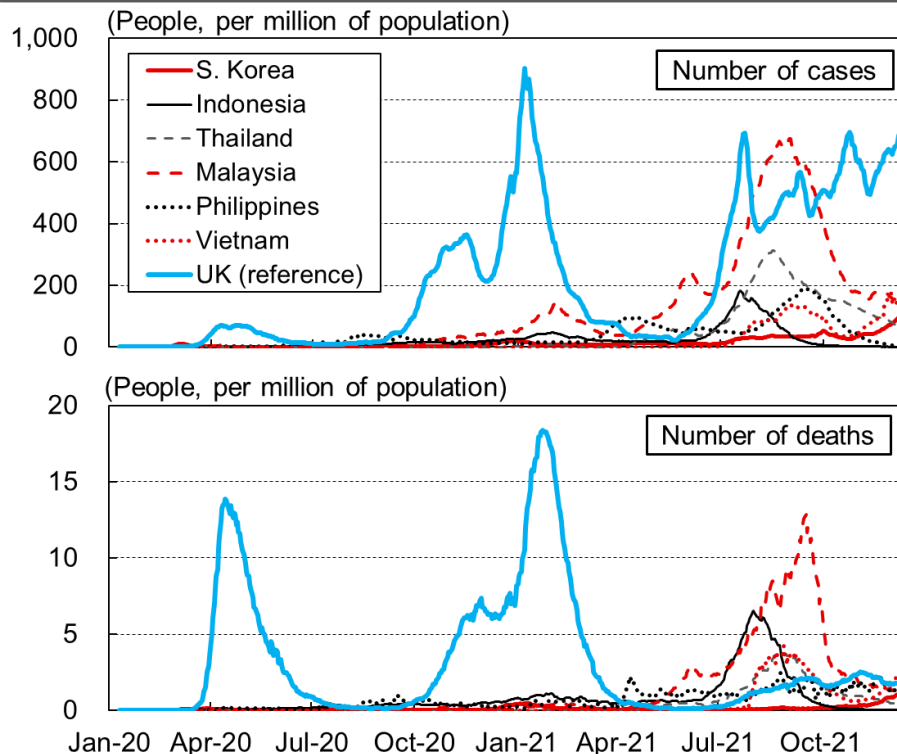 (People, per million of population)
1,000
800
600
400
200
0
S. Korea
Indonesia
Thailand
Malaysia
Philippines
Vietnam
UK (reference)
Number of cases
(People, per million of population)
20
15
10
5
0
Number of deaths
Jan-20 Apr-20 Jul-20 Oct-20 Jan-21 Apr-21 Jul-21 Oct-21